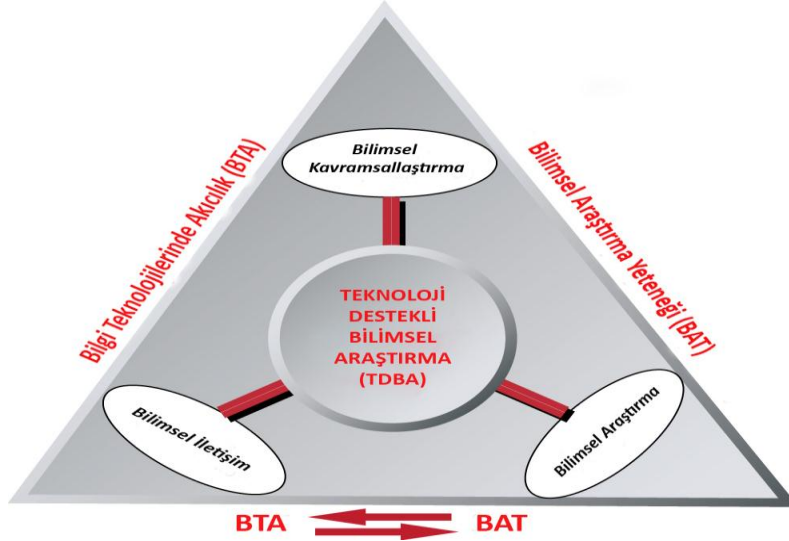 Bilimsel
Kavramsallaştırma
Bilgi Teknolojilerinde Akıcılık (BTA)
Bilimsel Araştırma Yeteneği (BAT)
TEKNOLOJİ
DESTEKLİ
BİLİMSEL
ARAŞTIRMA
(TDBA)
Bilimsel İletişim
Bilimsel Araştırma
BTA
BAT